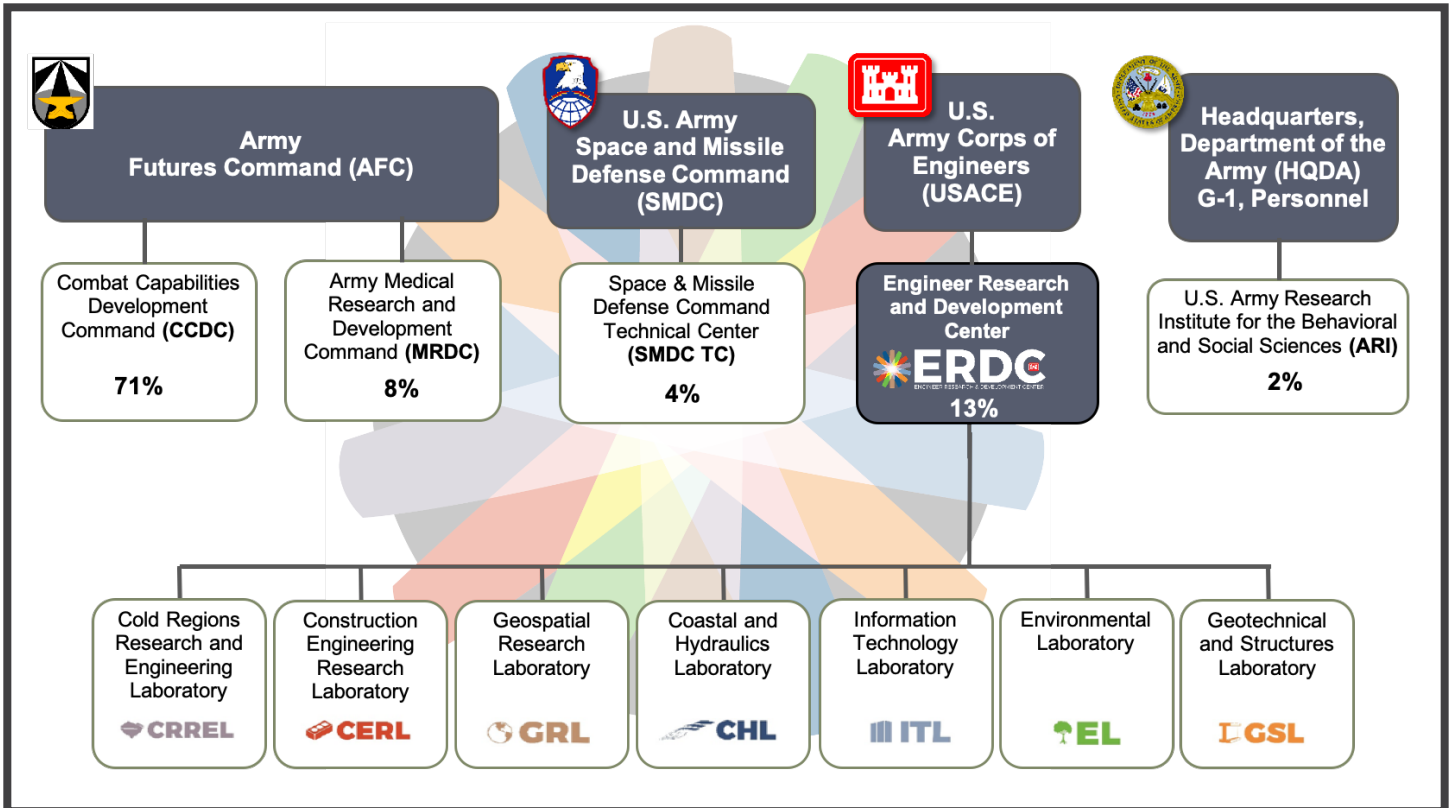 Army
Futures Command (AFC)
U.S. Army
Space and Missile
Defense Command
(SMDC)
U.S.
Army Corps of
Engineers
(USACE)
Headquarters,
Department of the
Army (HQDA)
G-1, Personnel
Combat Capabilities
Development
Command (CCDC)
71%
Army Medical
Research and
Development
Command (MRDC)
8%
Space & Missile
Defense Command
Technical Center
(SMDC TC)
4%
Engineer Research
and Development
Center
ERDC
ENGINEER RESEARCH & DEVELOPMENT CENTER
13%
U.S. Army Research
Institute for the Behavioral
and Social Sciences (ARI)
2%
Cold Regions
Research and
Engineering
Laboratory
CRREL
Construction
Engineering
Research
Laboratory
CERL
Geospatial
Research
Laboratory
GRL
Coastal and
Hydraulics
Laboratory
CHL
Information
Technology
Laboratory
ITL
Environmental
Laboratory
EL
Geotechnical
and Structures
Laboratory
GSL